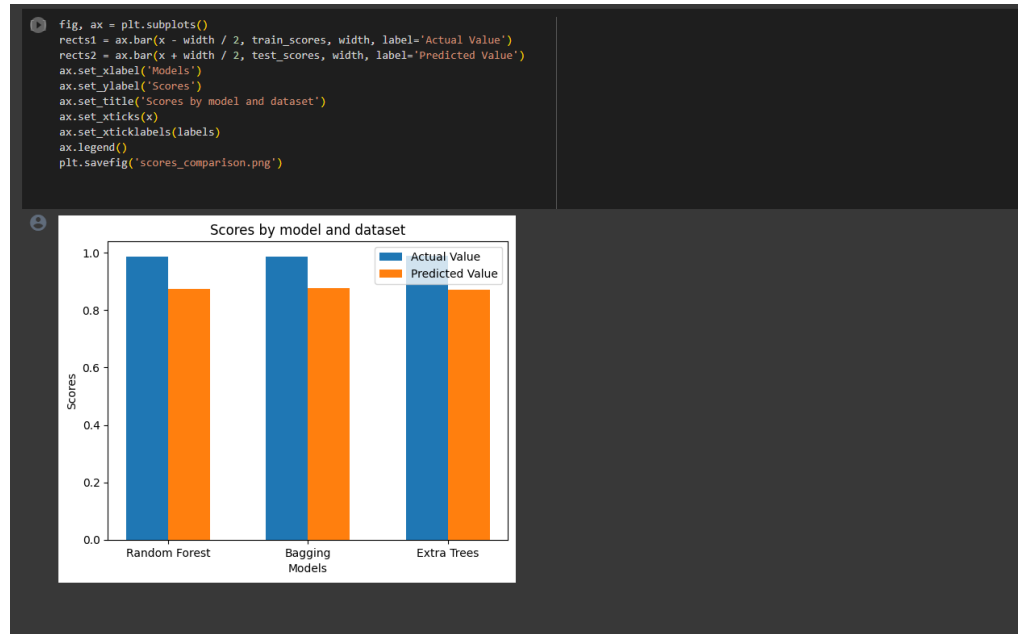 fig, ax = plt.subplots()
rects1 = ax.bar(x - width / 2, train_scores, width, label='Actual Value')
rects2 = ax.bar(x + width / 2, test_scores, width, label='Predicted Value')
ax.set_xlabel('Models')
ax.set_ylabel('Scores')
ax.set_title('Scores by model and dataset')
ax.set_xticks(x)
ax.set_xticklabels(labels)
ax.legend()
plt.savefig('scores_comparison.png')
Scores by model and dataset
Actual Value
Predicted Value
1.0
0.8
0.6
0.4
0.2
0.0
Scores
Random Forest Bagging Extra Trees
Models